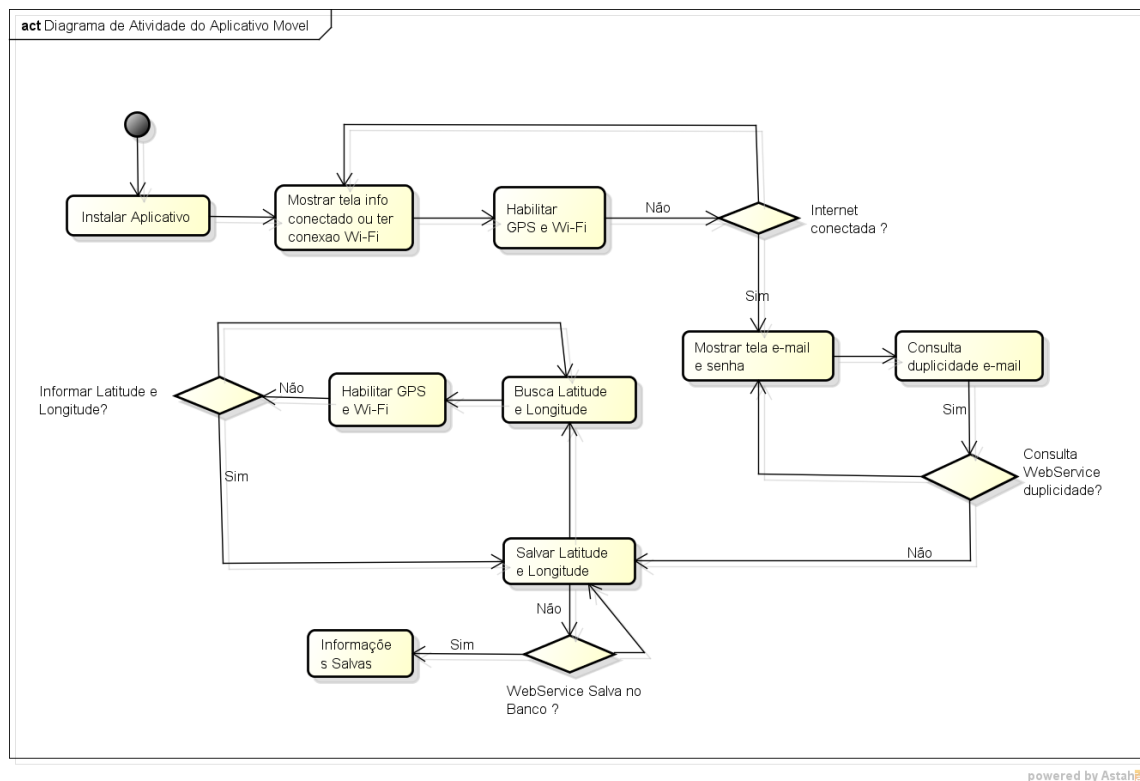 act Diagrama de Atividade do Aplicativo Movel
Instalar Aplicativo
Mostrar tela info
conectado ou ter
conexao Wi-Fi
Habilitar
GPS e Wi-Fi
Não
Internet
conectada ?
Sim
Mostrar tela e-mail
e senha
Consulta
duplicidade e-mail
Sim
Consulta
WebService
duplicidade?
Não
Informar Latitude e
Longitude?
Não
Habilitar GPS
e Wi-Fi
Busca Latitude
e Longitude
Sim
Salvar Latitude
e Longitude
Não
Sim
Informaçõe
s Salvas
WebService Salva no
Banco ?
powered by Astah